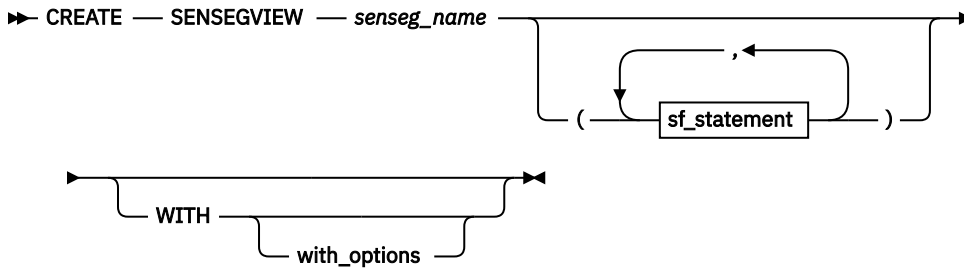 CREATE SENSEGVIEW senseg_name
,
( sf_statement )
WITH
with_options